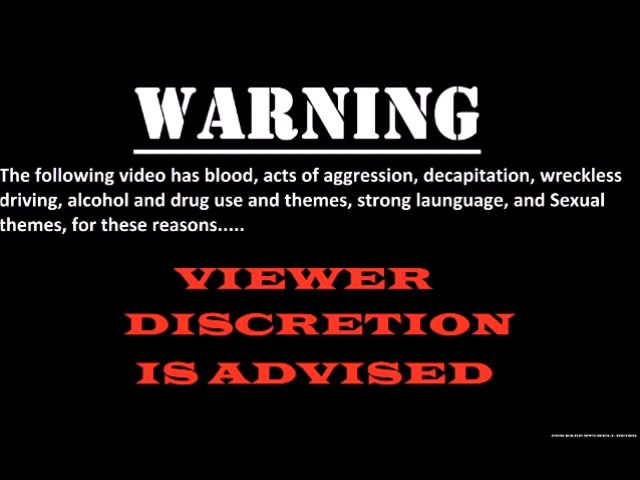 WARNING
The following video has blood, acts of aggression, decapitation, wreckless
driving, alcohol and drug use and themes, strong launguage, and Sexual
themes, for these reasons.....
VIEWER
DISCRETION
IS ADVISED